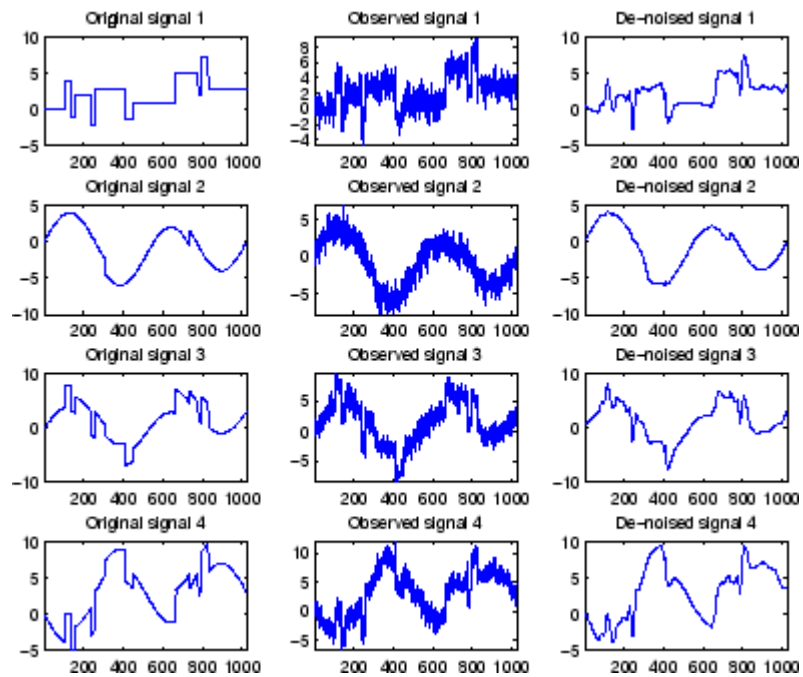 Original signal 1 Observed signal 1 De-noised signal 1
10 8 10
5 6 5
0 4 0
-5 2 -5
0
-2
-4
200 400 600 800 1000 200 400 600 800 1000 200 400 600 800 1000
Original signal 2 Observed signal 2 De-noised signal 2
5 5 5
0 0 0
-5 -5 -5
-10 -10
200 400 600 800 1000 200 400 600 800 1000 200 400 600 800 1000
Original signal 3 Observed signal 3 De-noised signal 3
10 5 10
0 0 0
-10 -5 -10
200 400 600 800 1000 200 400 600 800 1000 200 400 600 800 1000
Original signal 4 Observed signal 4 De-noised signal 4
10 10 10
5 5 5
0 0 0
-5 -5 -5
200 400 600 800 1000 200 400 600 800 1000 200 400 600 800 1000